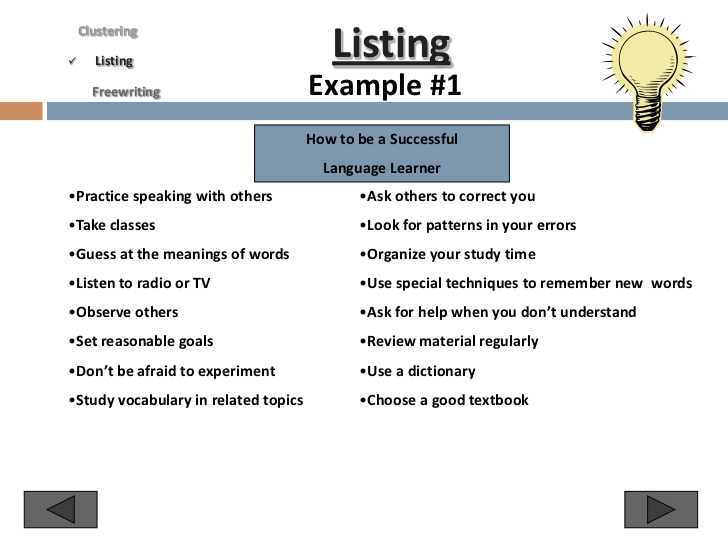 Clustering
✓ Listing
Freewriting
Listing
Example #1
How to be a Successful
Language Learner
•Practice speaking with others
•Take classes
•Guess at the meanings of words
•Listen to radio or TV
•Observe others
•Set reasonable goals
•Don’t be afraid to experiment
•Study vocabulary in related topics
•Ask others to correct you
•Look for patterns in your errors
•Organize your study time
•Use special techniques to remember new  words
•Ask for help when you don’t understand
•Review material regularly
•Use a dictionary
•Choose a good textbook